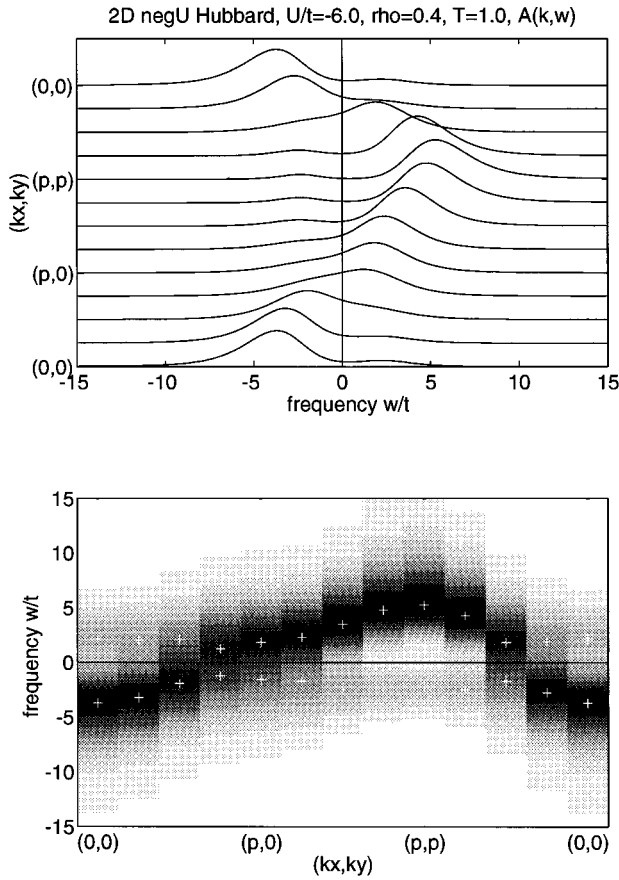 2D negU Hubbard, U/t=-6.0, rho=0.4, T=1.0, A(k,w)
(0,0)
(p,p)
(p,0)
(0,0)
(kx,ky)
-15 -10 -5 0 5 10 15
frequency w/t
15
10
5
0
-5
-10
-15
frequency w/t
(0,0) (p,0) (p,p) (0,0)
(kx,ky)